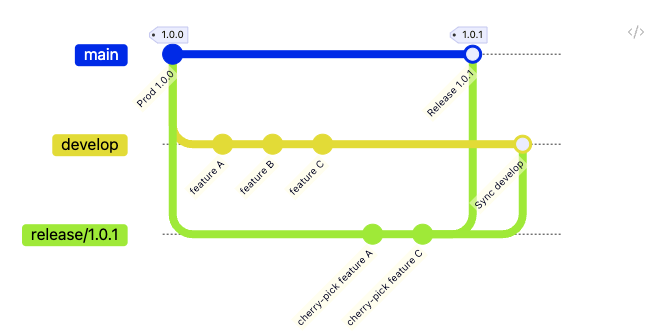 1.0.0
1.0.1
</>
main
Prod 1.0.0
Release 1.0.1
develop
feature A
feature B
feature C
Sync develop
release/1.0.1
cherry-pick feature A
cherry-pick feature C